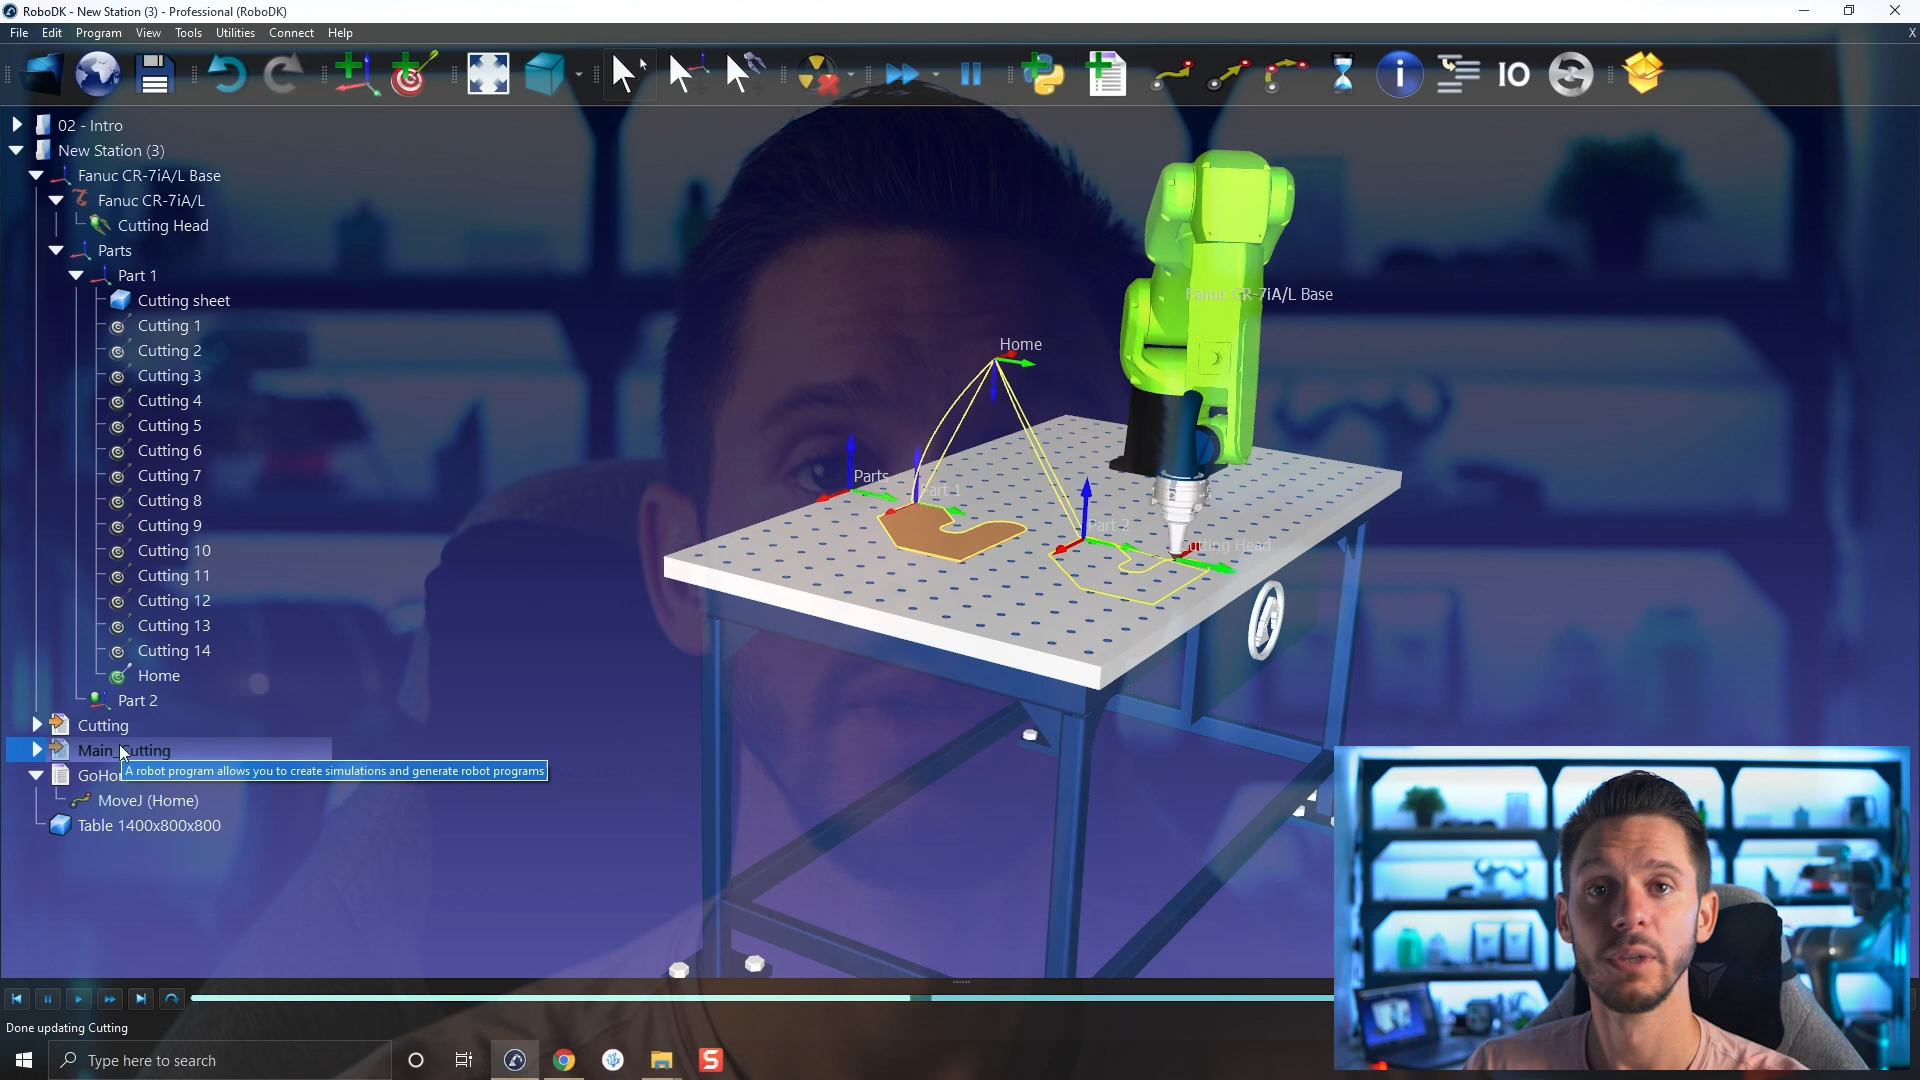 RoboDK - New Station (3) - Professional (RoboDK)
File Edit Program View Tools Utilities Connect Help X
IO
02 - Intro
New Station (3)
Fanuc CR-7iA/L Base
Fanuc CR-7iA/L
Cutting Head
Parts
Part 1
Cutting sheet
Cutting 1
Cutting 2
Cutting 3
Cutting 4
Cutting 5
Cutting 6
Cutting 7
Cutting 8
Cutting 9
Cutting 10
Cutting 11
Cutting 12
Cutting 13
Cutting 14
Home
Part 2
Cutting
Main_Cutting
GoHo
A robot program allows you to create simulations and generate robot programs
MoveJ (Home)
Table 1400x800x800
Fanuc CR-7iA/L Base
Home
Parts
Part 1
Part 2
Cutting Head
Done updating Cutting
Type here to search